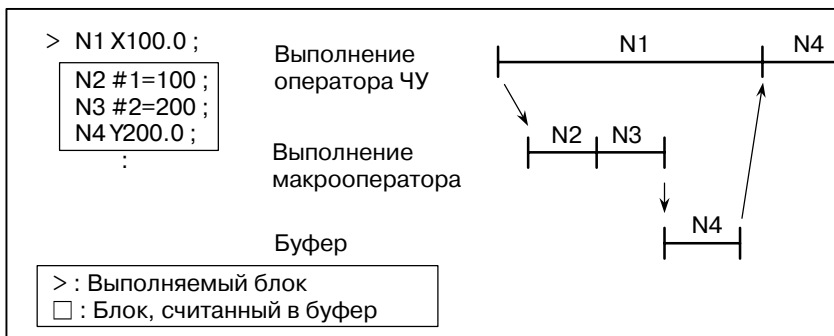 > N1 X100.0 ;
N2 #1=100 ;
N3 #2=200 ;
N4 Y200.0 ;
:
Выполнение
оператора ЧУ
N1
N4
Выполнение
макрооператора
N2
N3
Буфер
N4
> : Выполняемый блок
□ : Блок, считанный в буфер